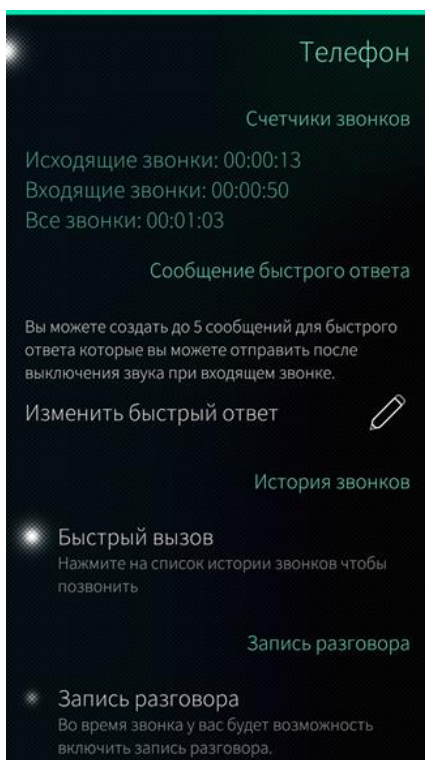 Телефон
Счетчики звонков
Исходящие звонки: 00:00:13
Входящие звонки: 00:00:50
Все звонки: 00:01:03
Сообщение быстрого ответа
Вы можете создать до 5 сообщений для быстрого
ответа которые вы можете отправить после
выключения звука при входящем звонке.
Изменить быстрый ответ
История звонков
Быстрый вызов
Нажмите на список истории звонков чтобы
позвонить
Запись разговора
Запись разговора
Во время звонка у вас будет возможность
включить запись разговора.